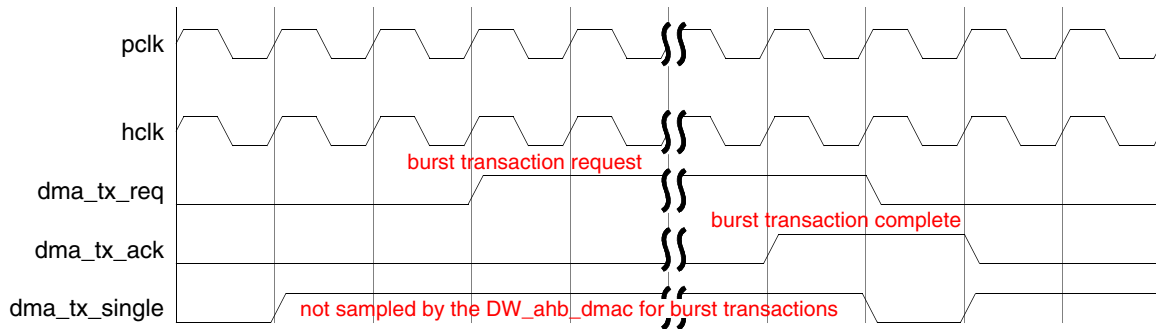 pclk
hclk
burst transaction request
dma_tx_req
burst transaction complete
dma_tx_ack
dma_tx_single
not sampled by the DW_ahb_dmac for burst transactions